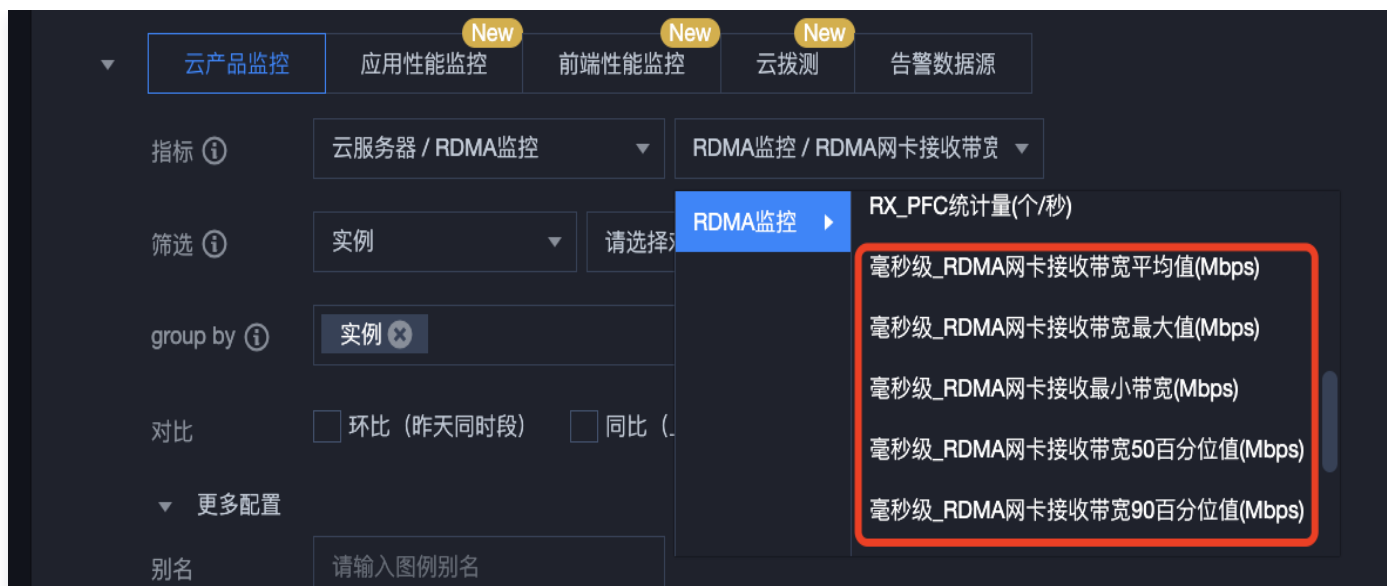 New New New
云产品监控 应用性能监控 前端性能监控 云拨测 告警数据源
指标 云服务器 / RDMA监控 RDMA监控 / RDMA网卡接收带宽
RDMA监控 RX_PFC统计量(个/秒)
筛选 实例 请选择
毫秒级_RDMA网卡接收带宽平均值(Mbps)
毫秒级_RDMA网卡接收带宽最大值(Mbps)
group by 实例
毫秒级_RDMA网卡接收最小带宽(Mbps)
对比 环比（昨天同时段） 同比（
毫秒级_RDMA网卡接收带宽50百分位值(Mbps)
更多配置
毫秒级_RDMA网卡接收带宽90百分位值(Mbps)
别名 请输入图例别名